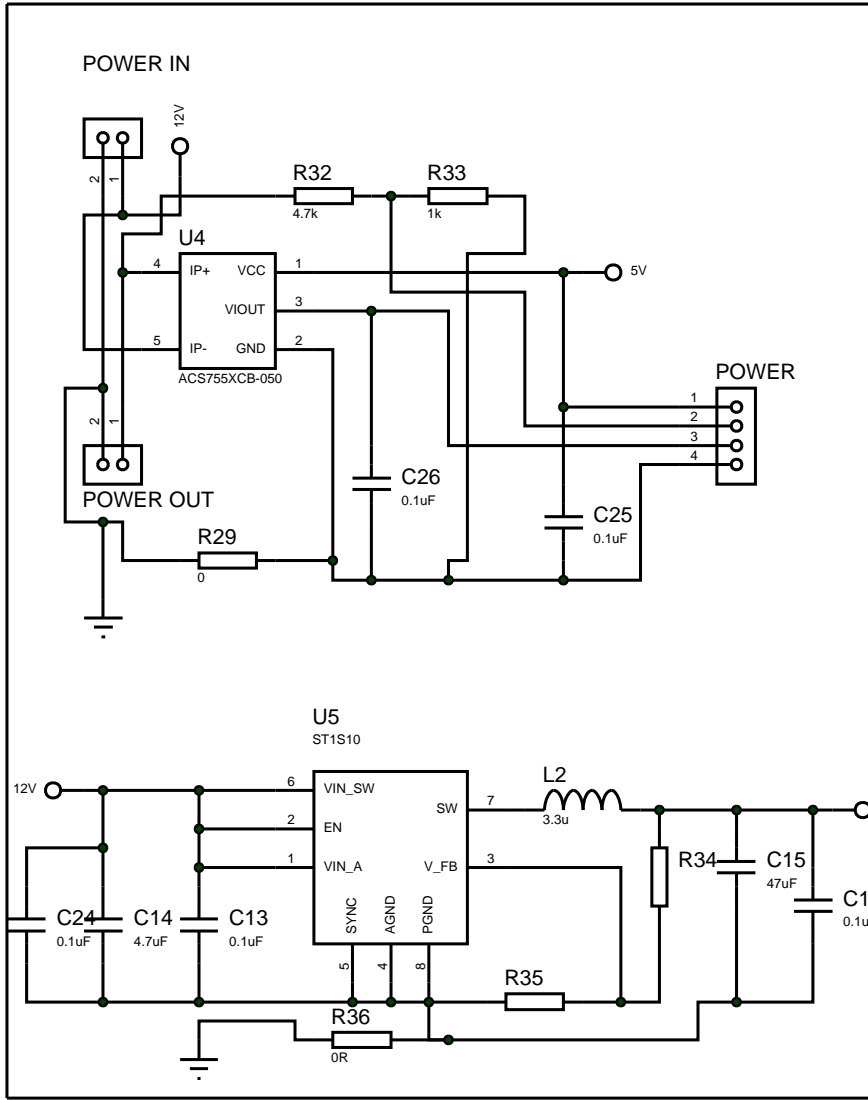 POWER IN
12V
2
1
R32
4.7k
R33
1k
U4
4
IP+
VCC
1
5V
VIOUT
3
5
IP-
GND
2
ACS755XCB-050
POWER
1
2
3
4
2
1
POWER OUT
C26
0.1uF
C25
0.1uF
R29
0
U5
ST1S10
12V
6
VIN_SW
2
EN
1
VIN_A
SW
7
V_FB
3
L2
3.3u
SYNC
AGND
PGND
5
4
8
C24
0.1uF
C14
4.7uF
C13
0.1uF
R34
C15
47uF
C1
0.1u
R35
R36
0R